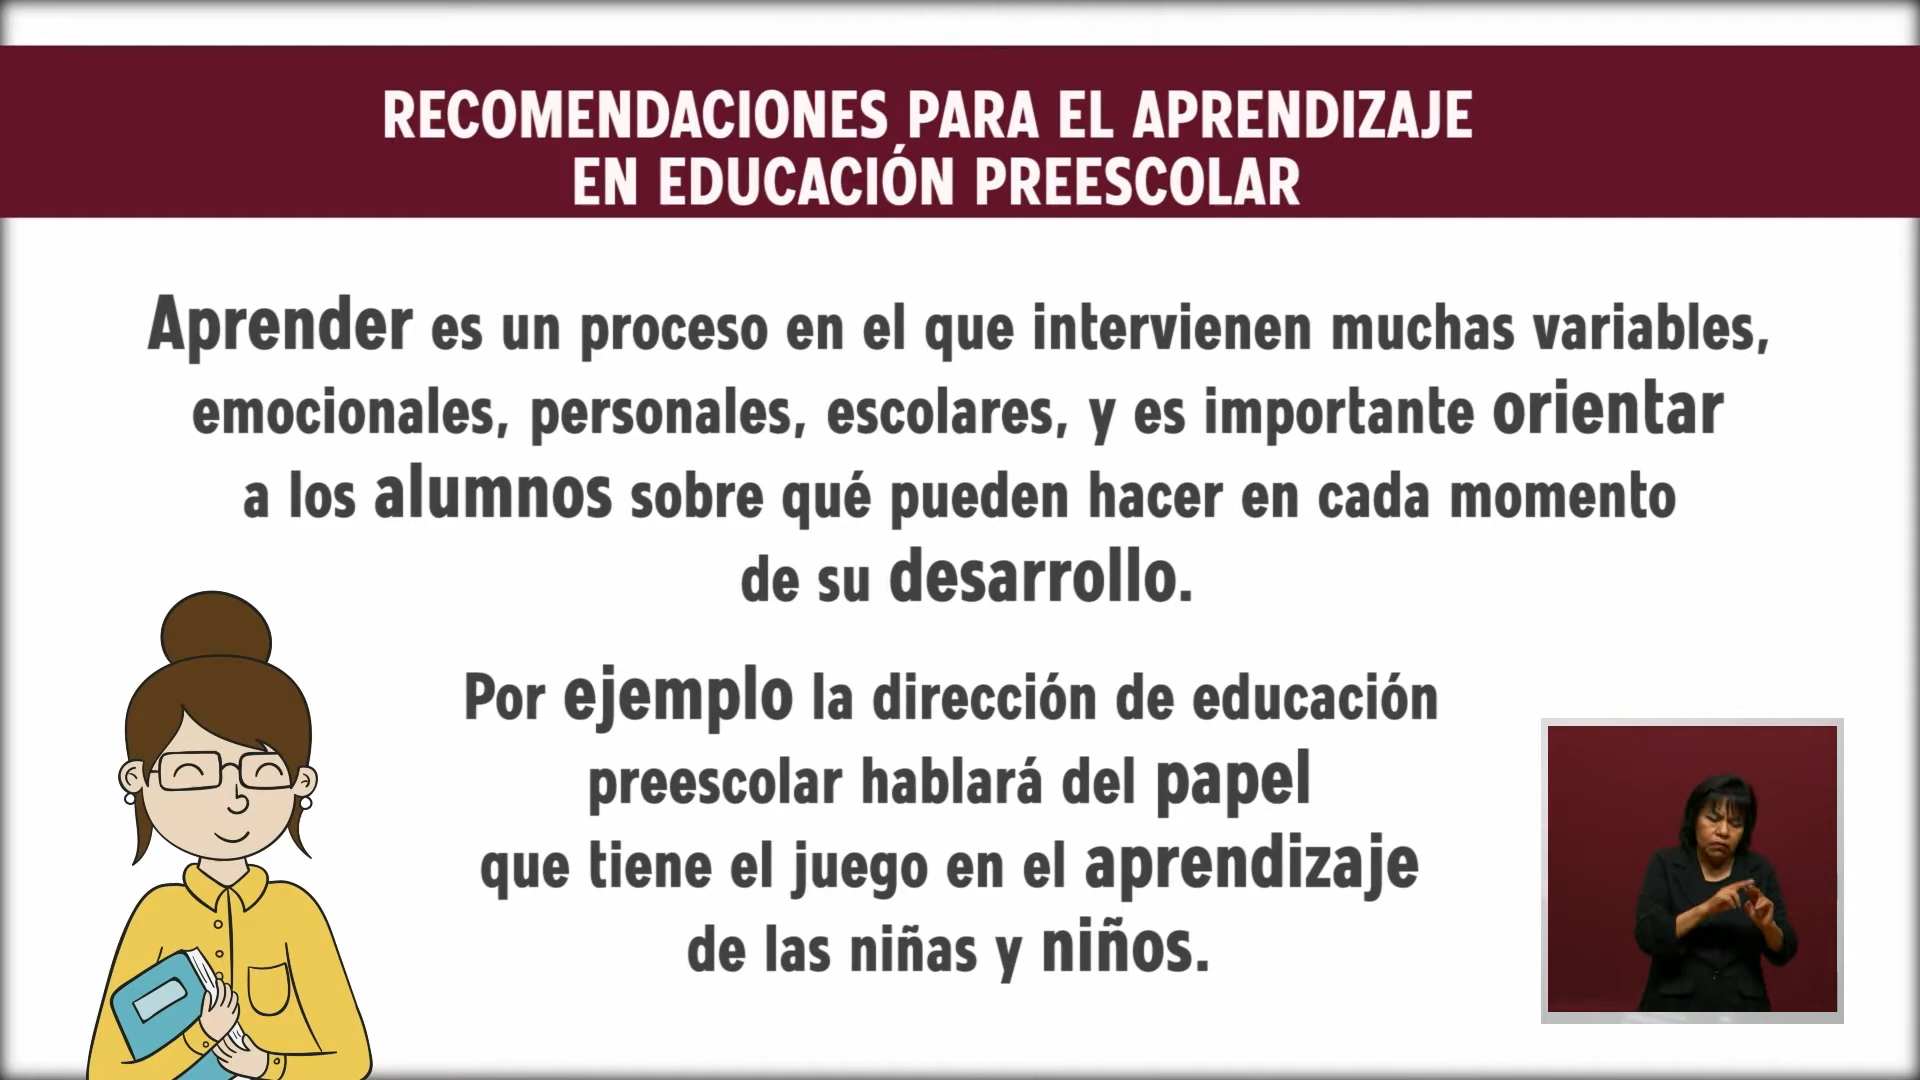 RECOMENDACIONES PARA EL APRENDIZAJE
EN EDUCACIÓN PREESCOLAR
Aprender es un proceso en el que intervienen muchas variables,
emocionales, personales, escolares, y es importante orientar
a los alumnos sobre qué pueden hacer en cada momento
de su desarrollo.
Por ejemplo la dirección de educación
preescolar hablará del papel
que tiene el juego en el aprendizaje
de las niñas y niños.